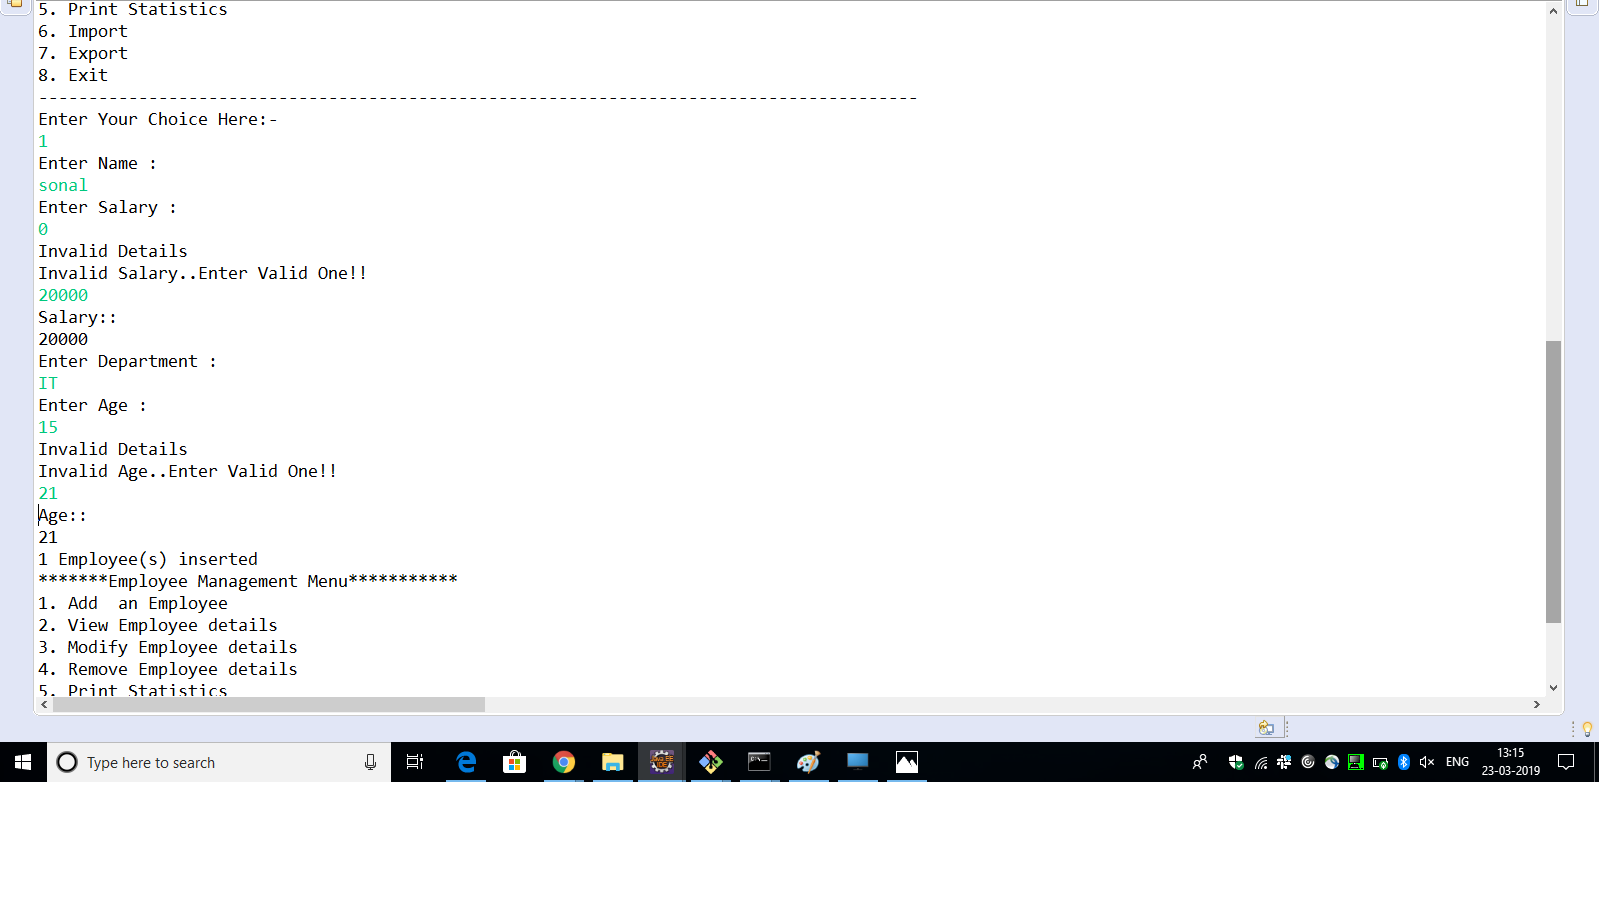 5. Print Statistics
6. Import
7. Export
8. Exit
----------------------------------------------------------------------------------------
Enter Your Choice Here:-
1
Enter Name :
sonal
Enter Salary :
0
Invalid Details
Invalid Salary..Enter Valid One!!
20000
Salary::
20000
Enter Department :
IT
Enter Age :
15
Invalid Details
Invalid Age..Enter Valid One!!
21
Age::
21
1 Employee(s) inserted
*******Employee Management Menu***********
1. Add  an Employee
2. View Employee details
3. Modify Employee details
4. Remove Employee details
5. Print Statistics
Type here to search
ENG
13:15
23-03-2019